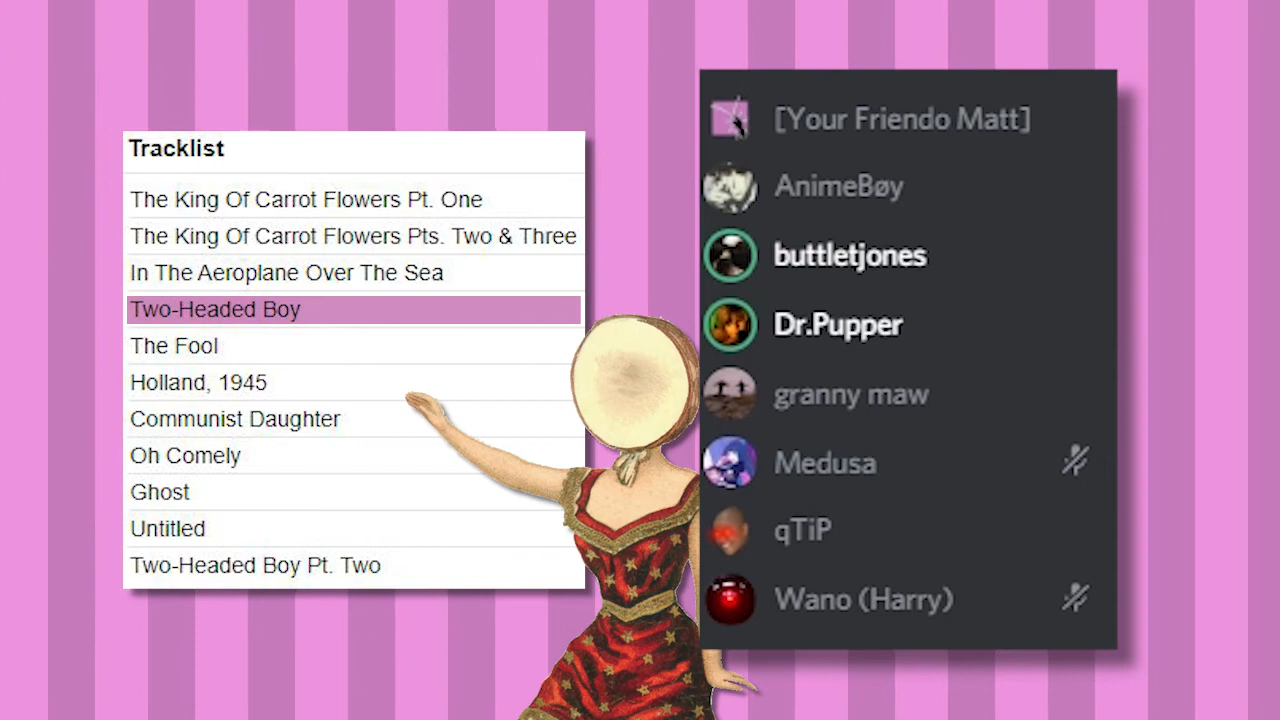 Tracklist
The King Of Carrot Flowers Pt. One
The King Of Carrot Flowers Pts. Two & Three
In The Aeroplane Over The Sea
Two-Headed Boy
The Fool
Holland, 1945
Communist Daughter
Oh Comely
Ghost
Untitled
Two-Headed Boy Pt. Two
[Your Friendo Matt]
AnimeBøy
buttletjones
Dr.Pupper
granny maw
Medusa
qTiP
Wano (Harry)